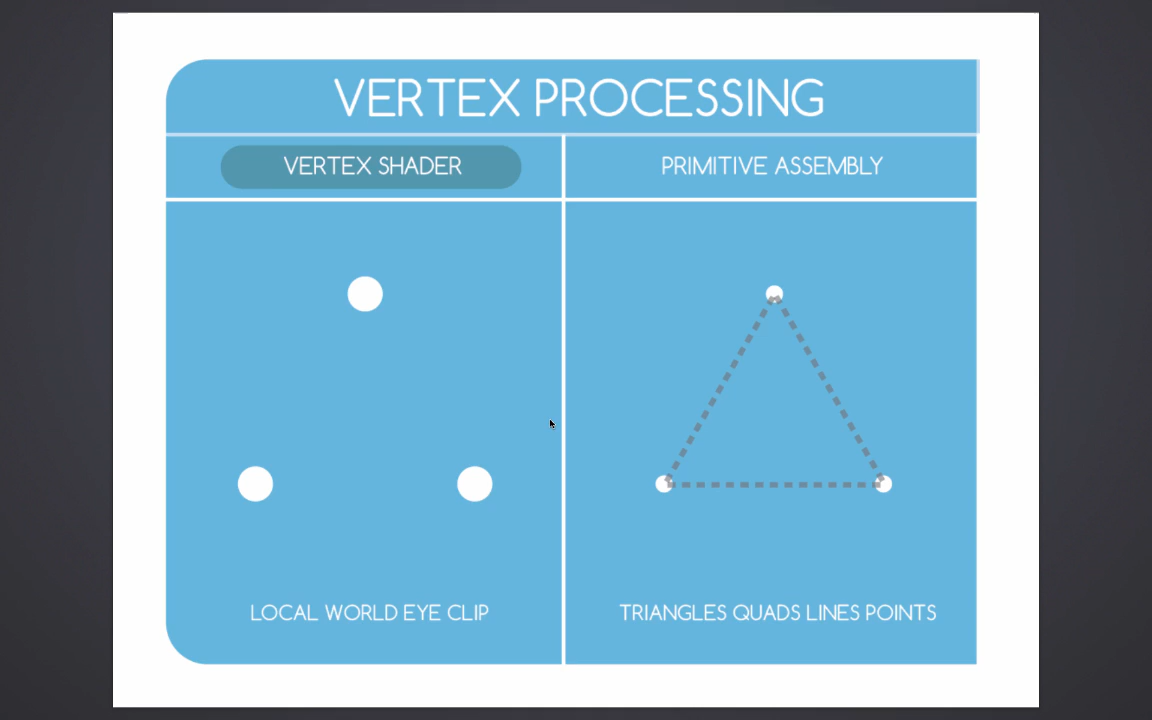 VERTEX PROCESSING
VERTEX SHADER
PRIMITIVE ASSEMBLY
LOCAL WORLD EYE CLIP
TRIANGLES QUADS LINES POINTS